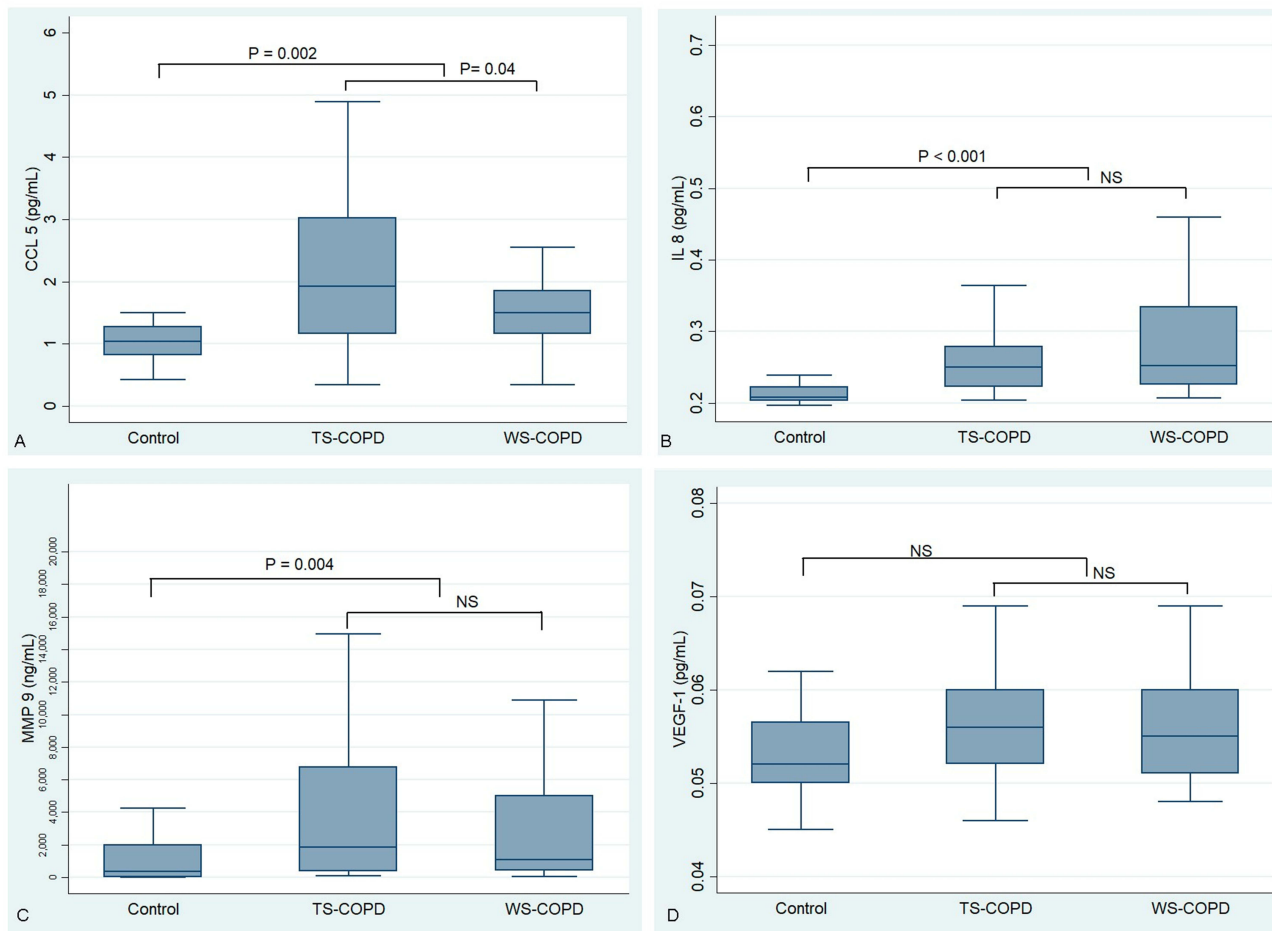 P = 0.002
P= 0.04
CCL 5 (pg/mL)
6
5
4
3
2
1
0
Control
TS-COPD
WS-COPD
A
P < 0.001
NS
IL 8 (pg/mL)
0.7
0.6
0.5
0.4
0.3
0.2
Control
TS-COPD
WS-COPD
B
P = 0.004
NS
MMP 9 (ng/mL)
20,000
18,000
16,000
14,000
12,000
10,000
8,000
6,000
4,000
2,000
0
Control
TS-COPD
WS-COPD
C
NS
NS
VEGF-1 (pg/mL)
0.08
0.07
0.06
0.05
0.04
Control
TS-COPD
WS-COPD
D